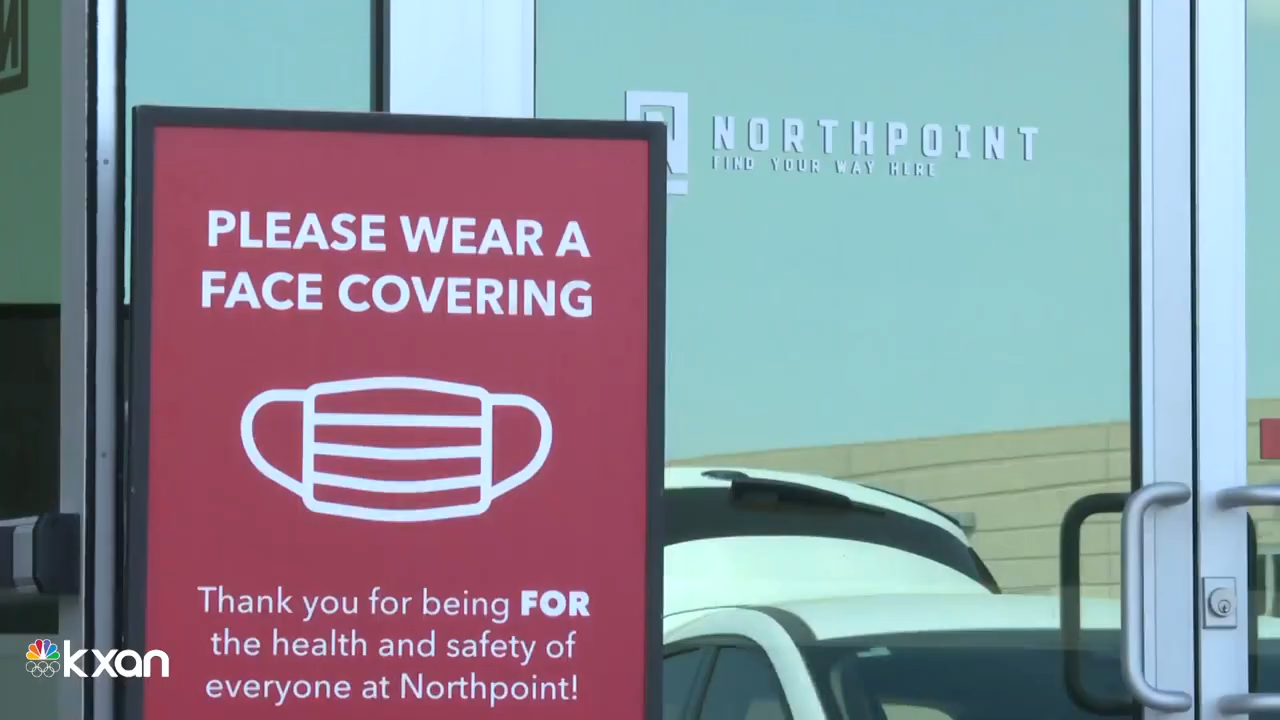 NORTHPOINT
FIND YOUR WAY HERE
PLEASE WEAR A
FACE COVERING
Thank you for being FOR
the health and safety of
everyone at Northpoint!
kxan